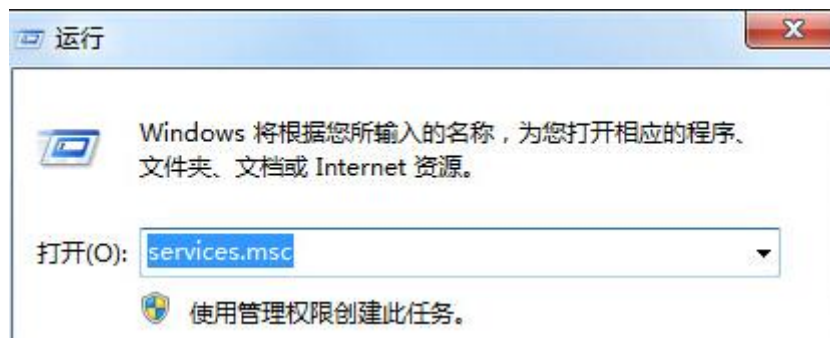 运行
Windows 将根据您所输入的名称，为您打开相应的程序、
文件夹、文档或 Internet 资源。
打开(O): services.msc
使用管理权限创建此任务。